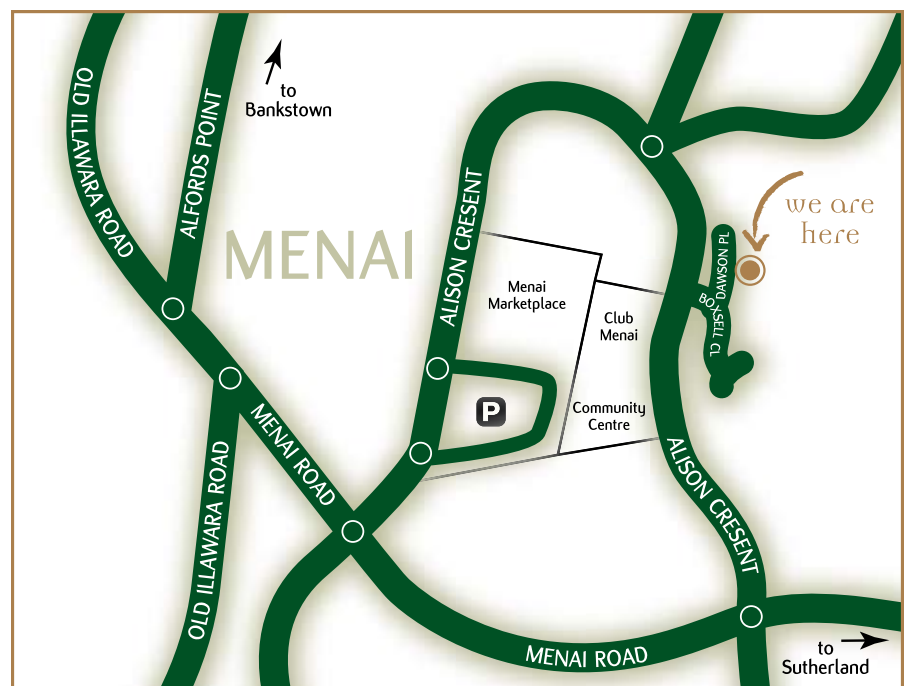 OLD ILLAWARA ROAD
ALFORDS POINT
to
Bankstown
we are
here
MENAI
ALISON CRESENT
Menai
Marketplace
Club
Menai
DAWSON PL
BOXSELL CL
P
Community
Centre
MENAI ROAD
OLD ILLAWARA ROAD
ALISON CRESENT
MENAI ROAD
to
Sutherland